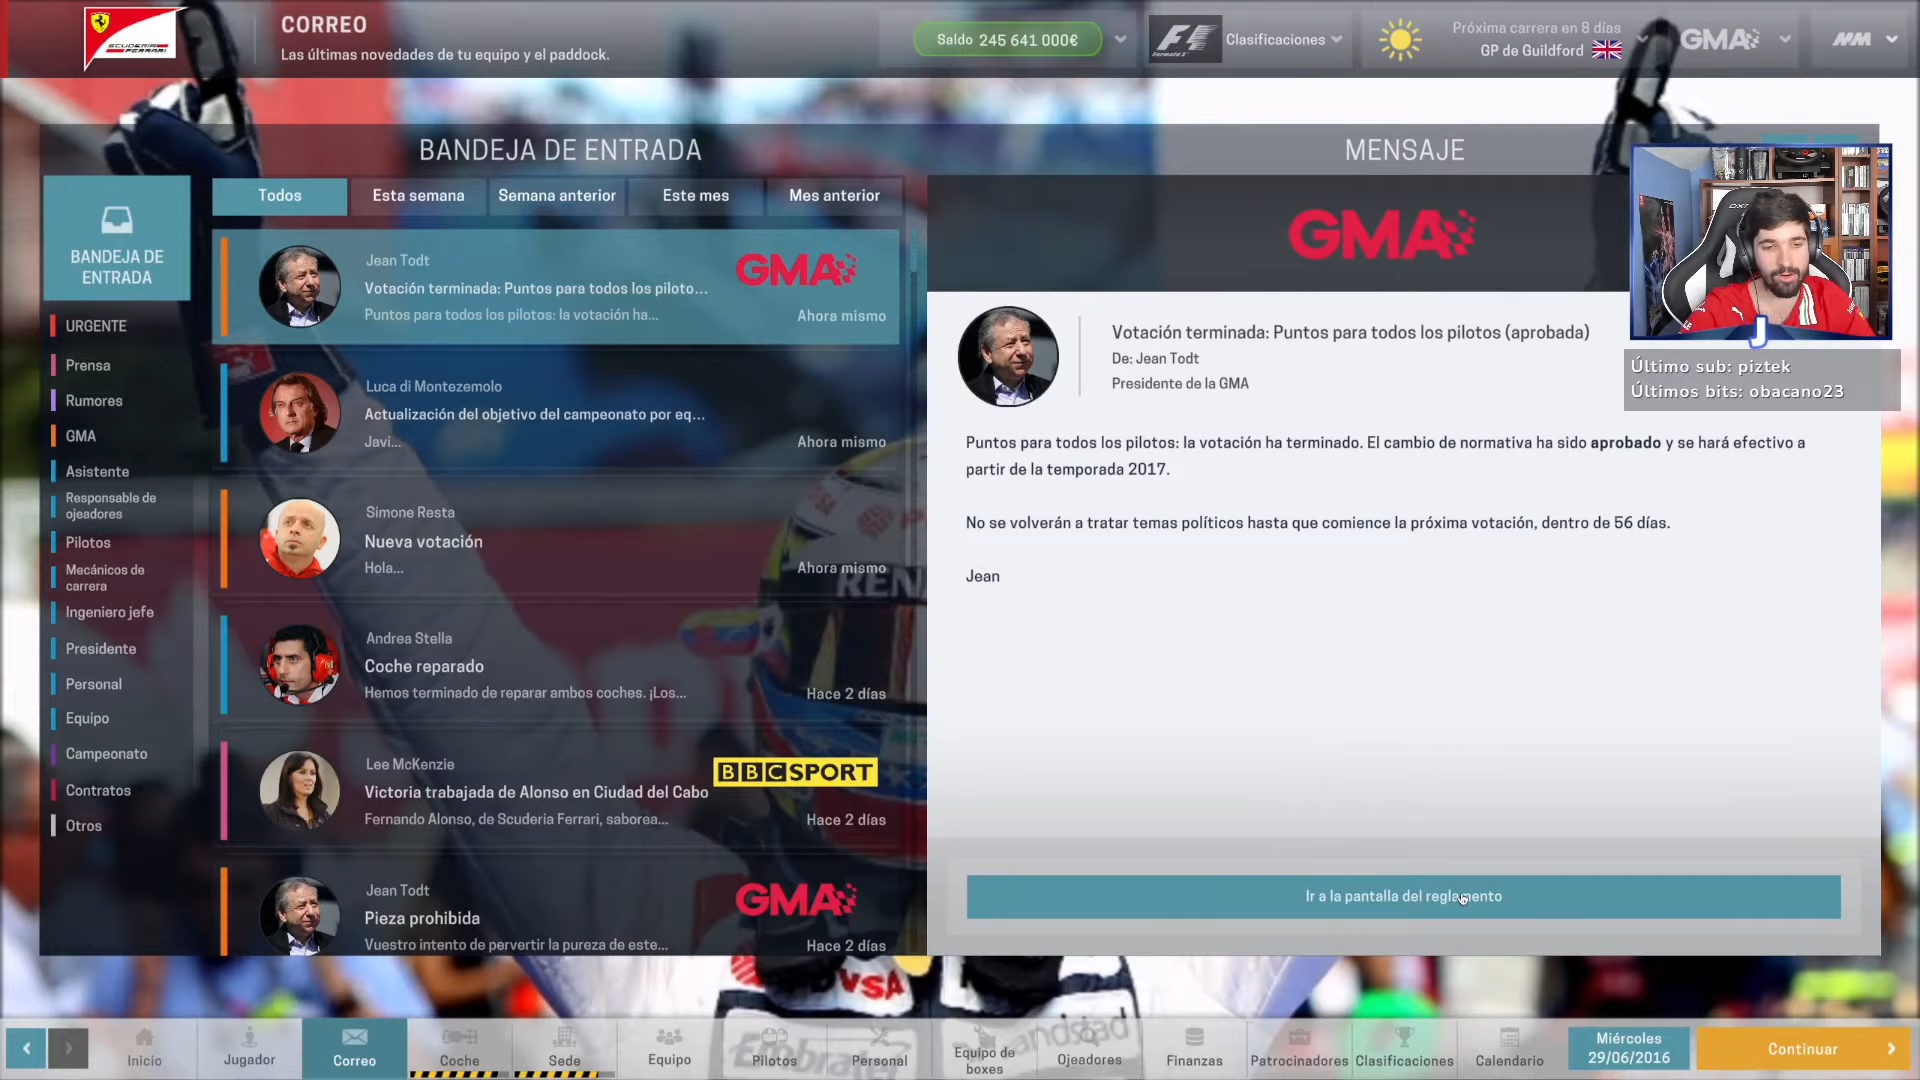 SCUDERIA FERRARI
CORREO
Las últimas novedades de tu equipo y el paddock.
Saldo 245 641 000€
F1
Formula 1
Clasificaciones
Próxima carrera en 8 días
GP de Guildford
GMA
MM
BANDEJA DE ENTRADA
MENSAJE
BANDEJA DE
ENTRADA
URGENTE
Prensa
Rumores
GMA
Asistente
Responsable de
ojeadores
Pilotos
Mecánicos de
carrera
Ingeniero jefe
Presidente
Personal
Equipo
Campeonato
Contratos
Otros
Todos
Esta semana
Semana anterior
Este mes
Mes anterior
Jean Todt
GMA
Votación terminada: Puntos para todos los piloto...
Puntos para todos los pilotos: la votación ha...
Ahora mismo
Luca di Montezemolo
Actualización del objetivo del campeonato por eq...
Javi...
Ahora mismo
Simone Resta
Nueva votación
Hola...
Ahora mismo
Andrea Stella
Coche reparado
Hemos terminado de reparar ambos coches. ¡Los...
Hace 2 días
Lee McKenzie
BBC SPORT
Victoria trabajada de Alonso en Ciudad del Cabo
Fernando Alonso, de Scuderia Ferrari, saborea...
Hace 2 días
Jean Todt
GMA
Pieza prohibida
Vuestro intento de pervertir la pureza de este...
Hace 2 días
GMA
Votación terminada: Puntos para todos los pilotos (aprobada)
De: Jean Todt
Presidente de la GMA
Puntos para todos los pilotos: la votación ha terminado. El cambio de normativa ha sido aprobado y se hará efectivo a
partir de la temporada 2017.
No se volverán a tratar temas políticos hasta que comience la próxima votación, dentro de 56 días.
Jean
Ir a la pantalla del reglamento
Último sub: piztek
Últimos bits: obacano23
J
Inicio
Jugador
Correo
Coche
Sede
Equipo
Pilotos
Personal
Equipo de
boxes
Ojeadores
Finanzas
Patrocinadores
Clasificaciones
Calendario
Miércoles
29/06/2016
Continuar
randstad